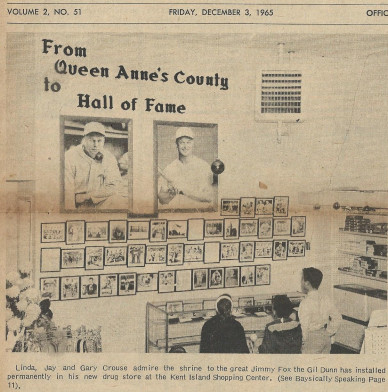 VOLUME 2, NO. 51 FRIDAY, DECEMBER 3, 1965 OFFIC
From
Queen Anne's County
to
Hall of Fame
Linda, Jay and Gary Crouse admire the shrine to the great Jimmy Fox the Gil Dunn has installed
permanently in his new drug store at the Kent Island Shopping Center. (See Baysically Speaking Page
11).